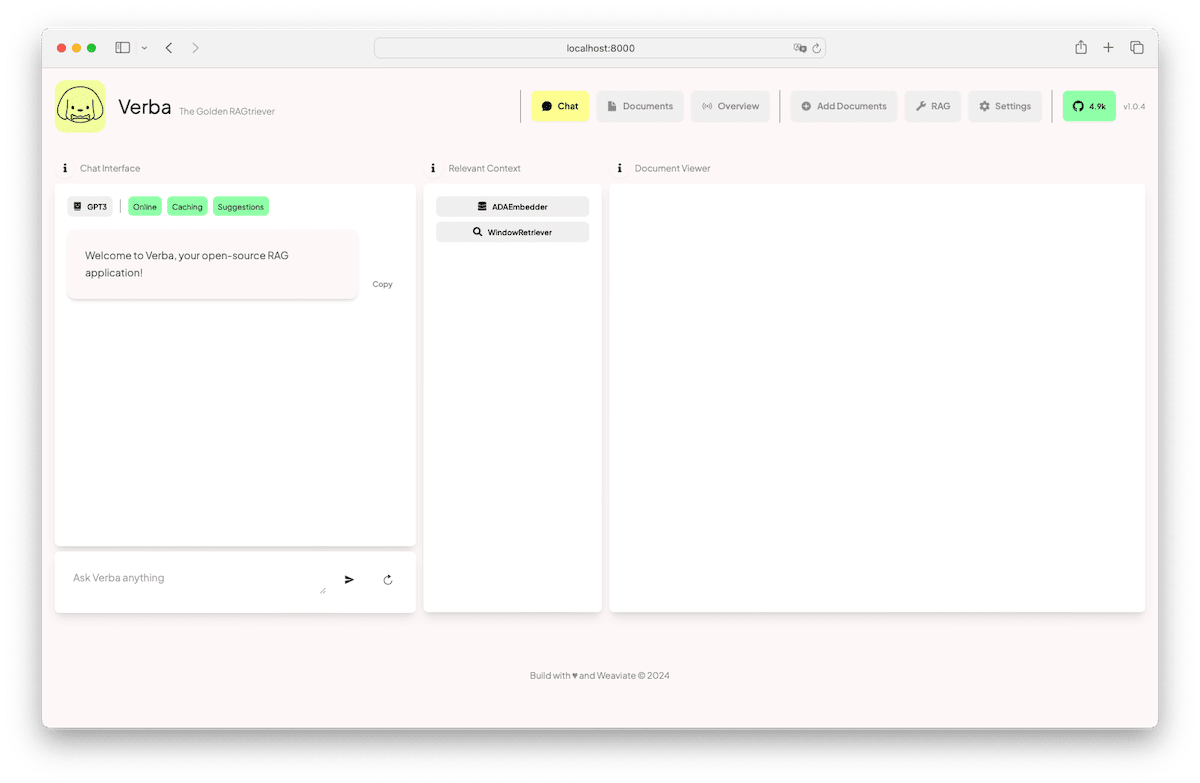 localhost:8000
Verba The Golden RAGtriever
Chat Documents Overview Add Documents RAG Settings 4.9k v1.0.4
Chat Interface
GPT3 Online Caching Suggestions
Welcome to Verba, your open-source RAG
application!
Copy
Ask Verba anything
Relevant Context
ADAEmbedder
WindowRetriever
Document Viewer
Build with ♥ and Weaviate © 2024